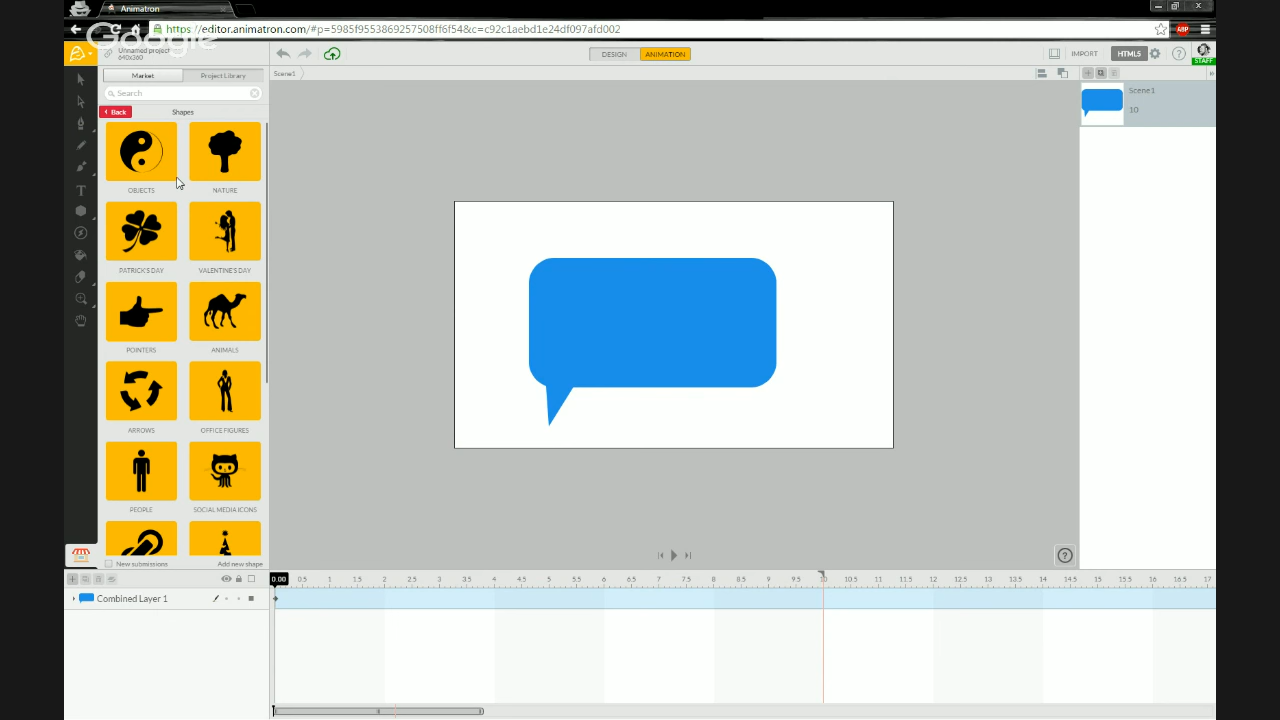 Animatron
https://editor.animatron.com/#p=5985f9553869257508ff6f54&c=c92c1aebd1e24df097afd002
ABP
Google
Unnamed project
640x360
DESIGN
ANIMATION
IMPORT
HTML5
?
STAFF
Market
Project Library
Scene1
Search
Back
Shapes
Scene1
10
OBJECTS
NATURE
PATRICK'S DAY
VALENTINE'S DAY
POINTERS
ANIMALS
ARROWS
OFFICE FIGURES
PEOPLE
SOCIAL MEDIA ICONS
New submissions
Add new shape
?
0.00 0.5 1 1.5 2 2.5 3 3.5 4 4.5 5 5.5 6 6.5 7 7.5 8 8.5 9 9.5 10 10.5 11 11.5 12 12.5 13 13.5 14 14.5 15 15.5 16 16.5 17
Combined Layer 1